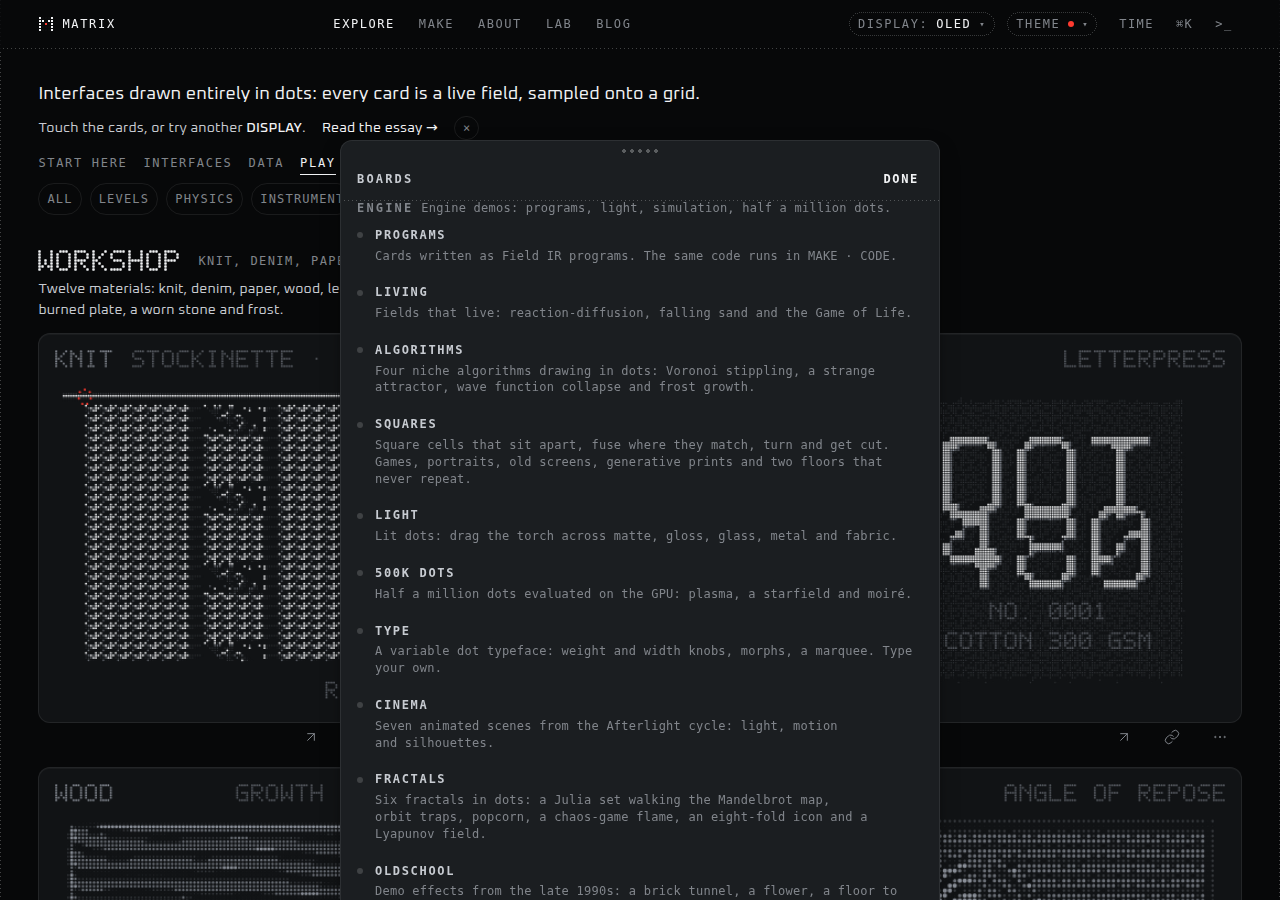 MATRIX
EXPLORE MAKE ABOUT LAB BLOG
DISPLAY: OLED ▾ THEME ▾ TIME ⌘K >_
Interfaces drawn entirely in dots: every card is a live field, sampled onto a grid.
Touch the cards, or try another DISPLAY. Read the essay → ×
START HERE INTERFACES DATA PLAY
ALL LEVELS PHYSICS INSTRUMENT
WORKSHOP KNIT, DENIM, PAPE
Twelve materials: knit, denim, paper, wood, le
burned plate, a worn stone and frost.
KNIT STOCKINETTE ·
R
WOOD GROWTH
BOARDS DONE
ENGINE Engine demos: programs, light, simulation, half a million dots.
PROGRAMS
Cards written as Field IR programs. The same code runs in MAKE · CODE.
LIVING
Fields that live: reaction-diffusion, falling sand and the Game of Life.
ALGORITHMS
Four niche algorithms drawing in dots: Voronoi stippling, a strange
attractor, wave function collapse and frost growth.
SQUARES
Square cells that sit apart, fuse where they match, turn and get cut.
Games, portraits, old screens, generative prints and two floors that
never repeat.
LIGHT
Lit dots: drag the torch across matte, gloss, glass, metal and fabric.
500K DOTS
Half a million dots evaluated on the GPU: plasma, a starfield and moiré.
TYPE
A variable dot typeface: weight and width knobs, morphs, a marquee. Type
your own.
CINEMA
Seven animated scenes from the Afterlight cycle: light, motion
and silhouettes.
FRACTALS
Six fractals in dots: a Julia set walking the Mandelbrot map,
orbit traps, popcorn, a chaos-game flame, an eight-fold icon and a
Lyapunov field.
OLDSCHOOL
Demo effects from the late 1990s: a brick tunnel, a flower, a floor to
LETTERPRESS
OOT
480
NO. 0001
COTTON 300 GSM
ANGLE OF REPOSE